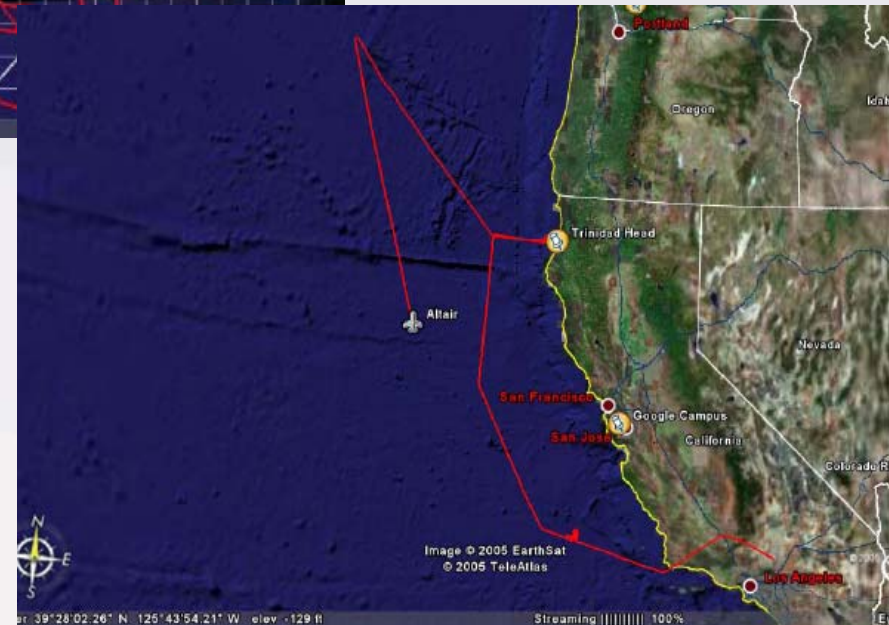 Portland
Oregon
Idah
Trinidad Head
Altair
Nevada
San Francisco
Google Campus
San Jose
California
Colorado R
N
E
S
Image © 2005 EarthSat
© 2005 TeleAtlas
Los Angeles
er 39°28'02.26" N 125°43'54.21" W elev -129 ft
Streaming |||||||||| 100%